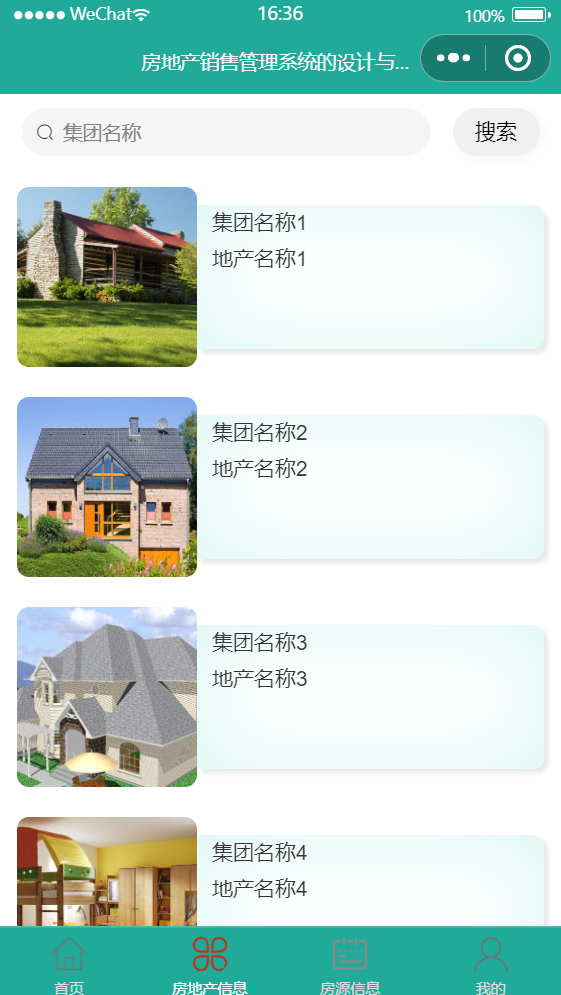 WeChat 16:36 100%
房地产销售管理系统的设计与...
集团名称 搜索
集团名称1
地产名称1
集团名称2
地产名称2
集团名称3
地产名称3
集团名称4
地产名称4
首页 房地产信息 房源信息 我的